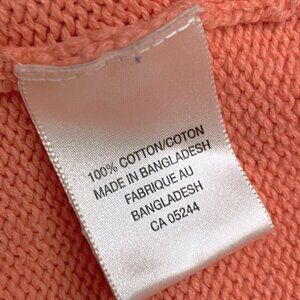 100% COTTON/COTON
MADE IN BANGLADESH
FABRIQUE AU
BANGLADESH
CA 05244